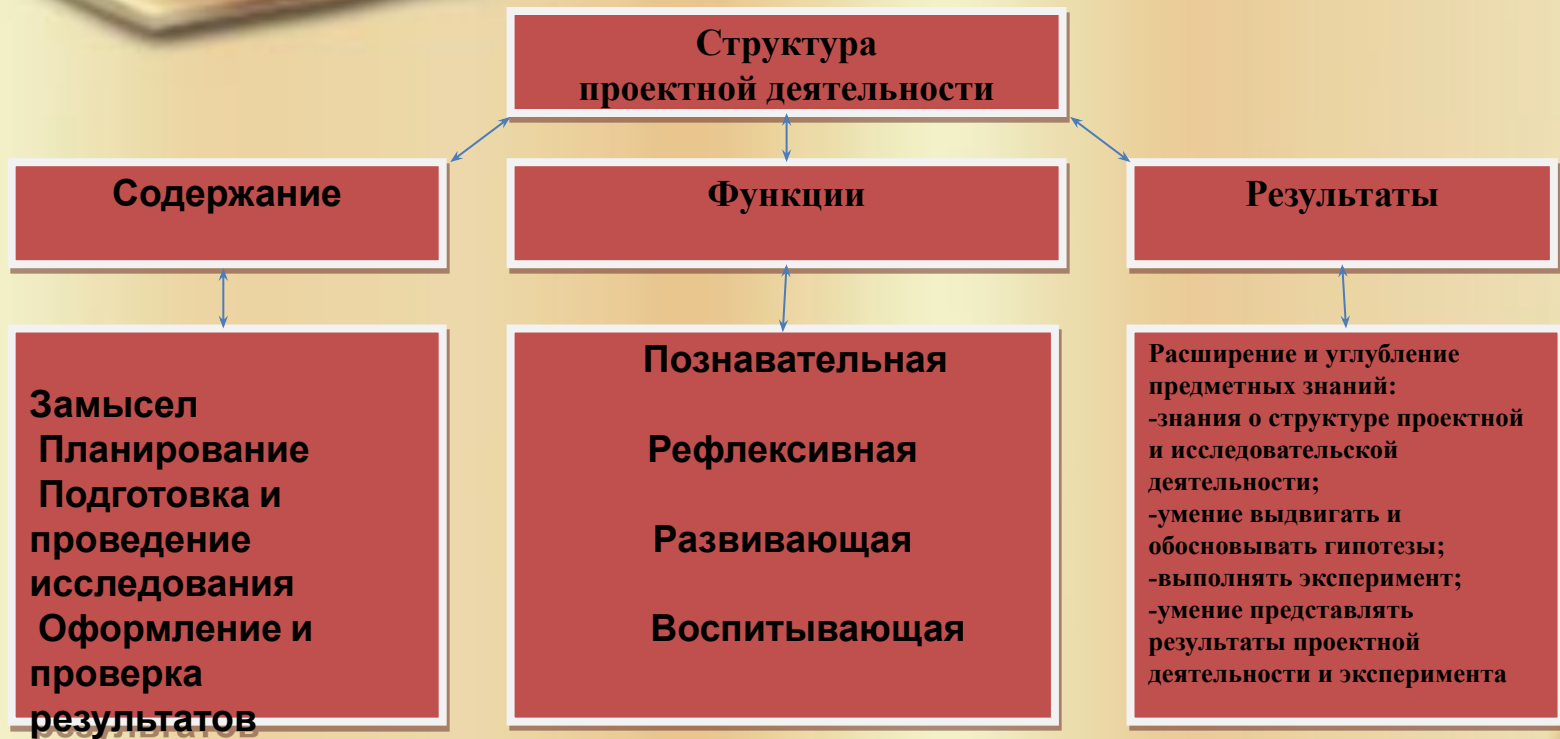 Структура
проектной деятельности
Содержание
Функции
Результаты
Замысел
Планирование
Подготовка и
проведение
исследования
Оформление и
проверка
результатов
Познавательная
Рефлексивная
Развивающая
Воспитывающая
Расширение и углубление
предметных знаний:
-знания о структуре проектной
и исследовательской
деятельности;
-умение выдвигать и
обосновывать гипотезы;
-выполнять эксперимент;
-умение представлять
результаты проектной
деятельности и эксперимента